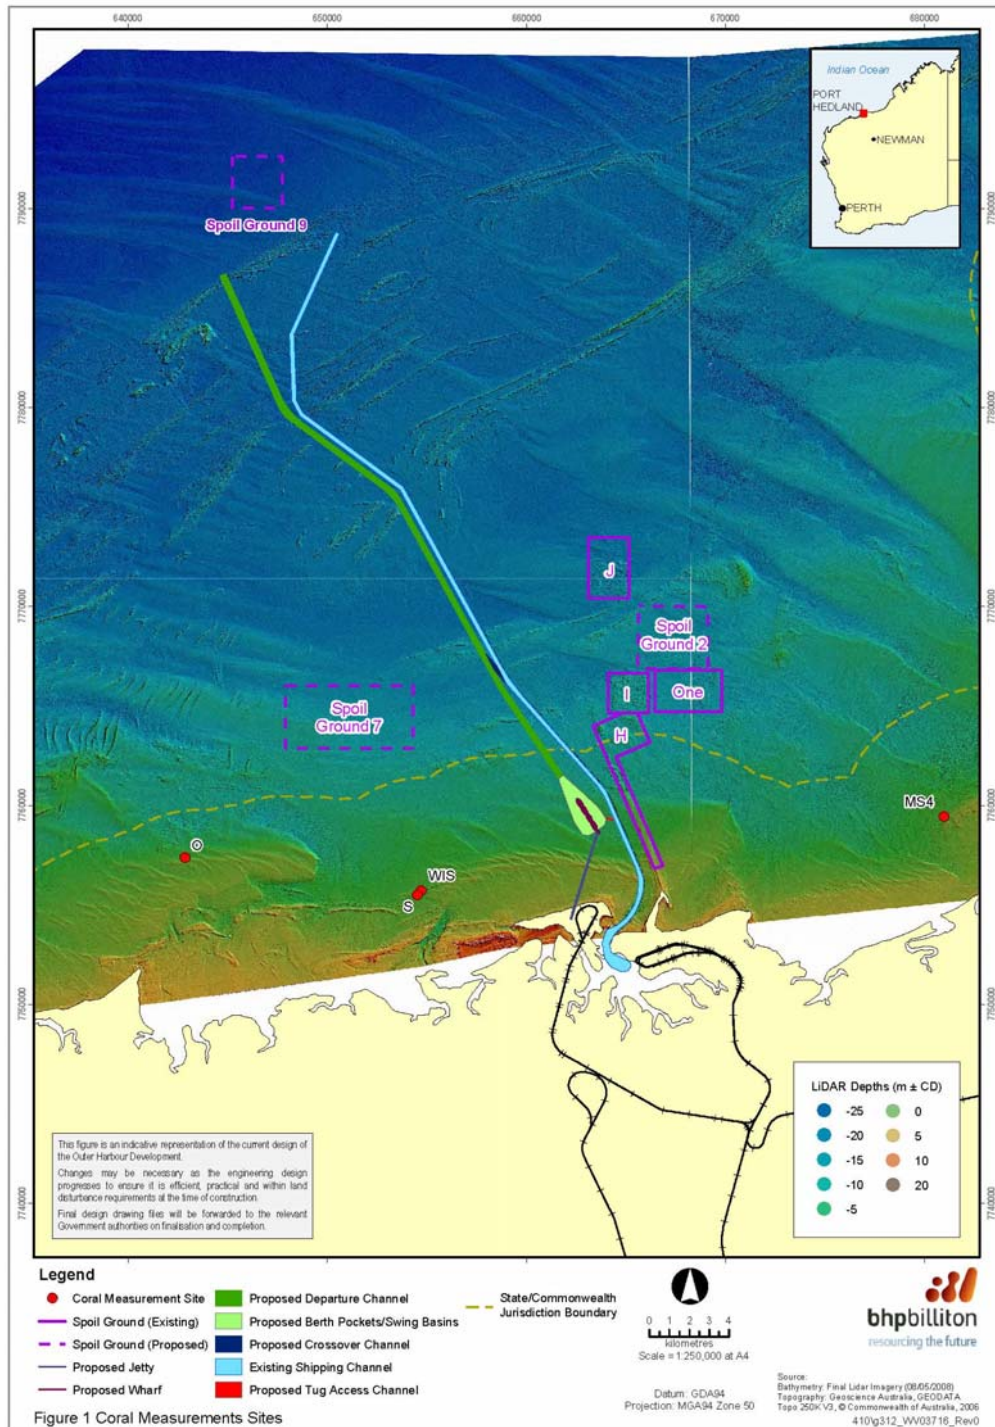 640000
650000
660000
670000
680000
Indian Ocean
PORT
HEDLAND
NEWMAN
PERTH
7790000
7790000
Spoil Ground 9
7780000
7780000
J
7770000
7770000
Spoil
Ground 2
I
One
Spoil
Ground 7
H
7760000
7760000
MS4
O
WIS
S
7750000
7750000
LiDAR Depths (m ± CD)
-25
0
-20
5
-15
10
-10
20
-5
This figure is an indicative representation of the current design of
the Outer Harbour Development.
Changes may be necessary as the engineering design
progresses to ensure it is efficient, practical and within land
disturbance requirements at the time of construction.
Final design drawing files will be forwarded to the relevant
Government authorities on finalisation and completion.
7740000
7740000
Legend
Coral Measurement Site
Spoil Ground (Existing)
Spoil Ground (Proposed)
Proposed Jetty
Proposed Wharf
Proposed Departure Channel
Proposed Berth Pockets/Swing Basins
Proposed Crossover Channel
Existing Shipping Channel
Proposed Tug Access Channel
State/Commonwealth
Jurisdiction Boundary
0 1 2 3 4
kilometres
Scale = 1:250,000 at A4
Datum: GDA94
Projection: MGA94 Zone 50
bhpbilliton
resourcing the future
Source:
Bathymetry: Final Lidar Imagery (08/05/2008)
Topography: Geoscience Australia, GEODATA
Topo 250K V3, © Commonwealth of Australia, 2006
410\g312_WV03716_Rev0
Figure 1 Coral Measurements Sites